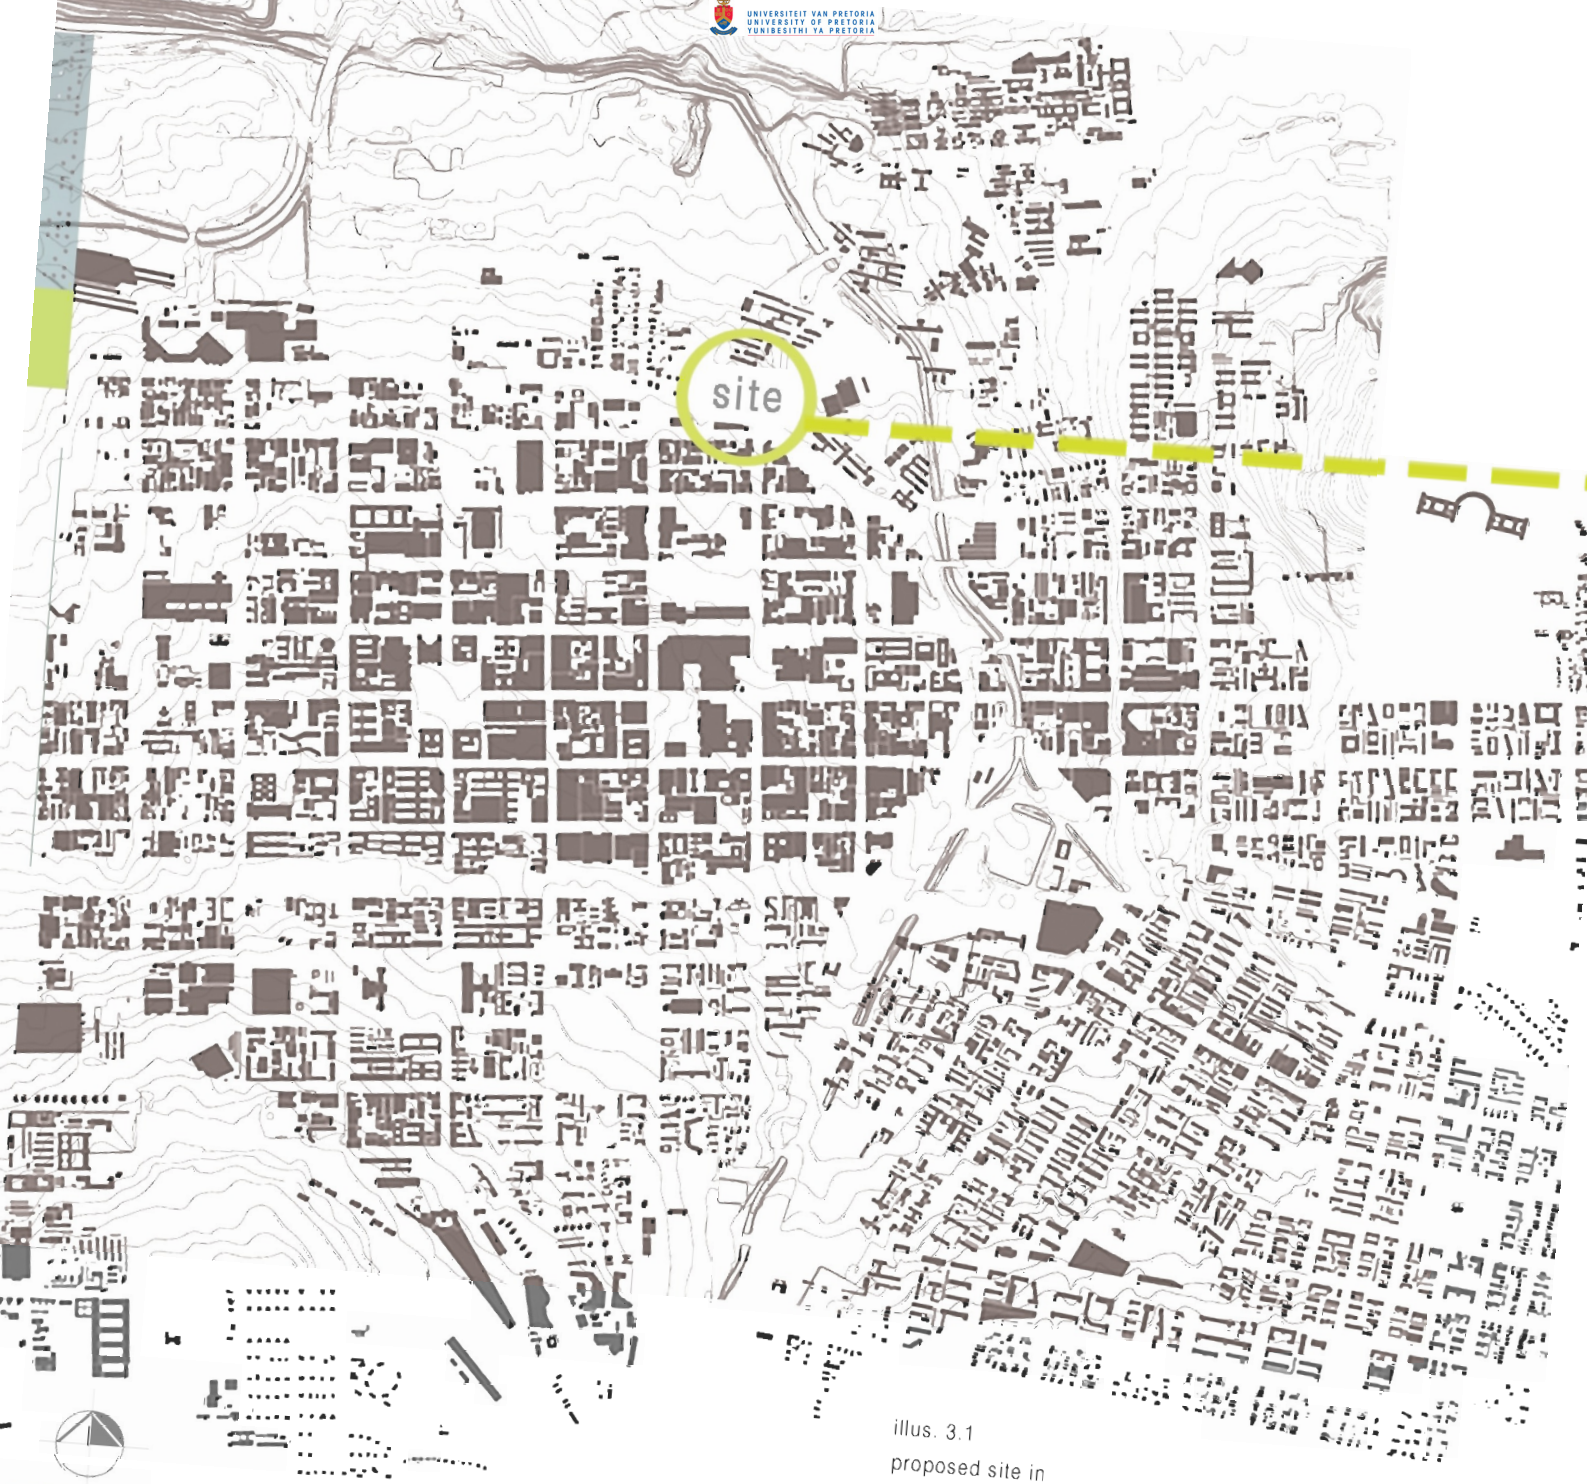 UNIVERSITEIT VAN PRETORIA
UNIVERSITY OF PRETORIA
YUNIBESITHI YA PRETORIA
site
illus. 3.1
proposed site in